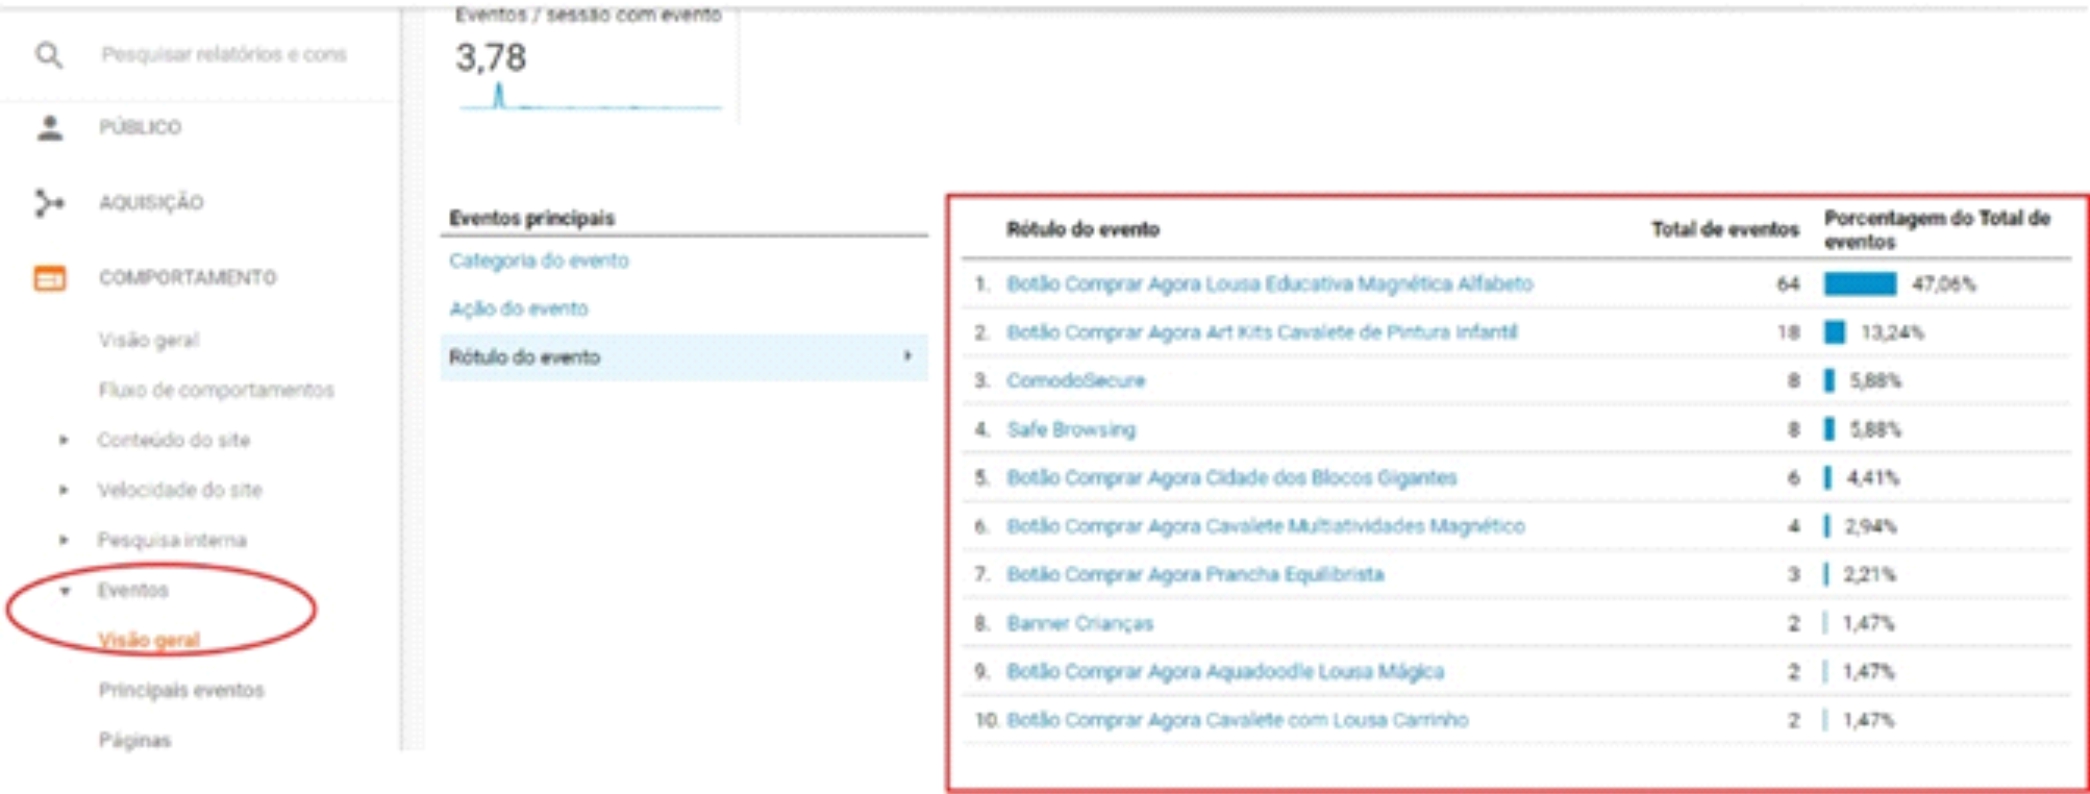 Eventos / sessão com evento
3,78
Pesquisar relatórios e cons
PÚBLICO
AQUISIÇÃO
COMPORTAMENTO
Visão geral
Fluxo de comportamentos
Conteúdo do site
Velocidade do site
Pesquisa interna
Eventos
Visão geral
Principais eventos
Páginas
Eventos principais
Categoria do evento
Ação do evento
Rótulo do evento
Rótulo do evento Total de eventos Porcentagem do Total de eventos
1. Botão Comprar Agora Lousa Educativa Magnética Alfabeto 64 47,06%
2. Botão Comprar Agora Art Kits Cavalete de Pintura Infantil 18 13,24%
3. ComodoSecure 8 5,88%
4. Safe Browsing 8 5,88%
5. Botão Comprar Agora Cidade dos Blocos Gigantes 6 4,41%
6. Botão Comprar Agora Cavalete Multiatividades Magnético 4 2,94%
7. Botão Comprar Agora Prancha Equilibrista 3 2,21%
8. Banner Crianças 2 1,47%
9. Botão Comprar Agora Aquadoodle Lousa Mágica 2 1,47%
10. Botão Comprar Agora Cavalete com Lousa Carrinho 2 1,47%